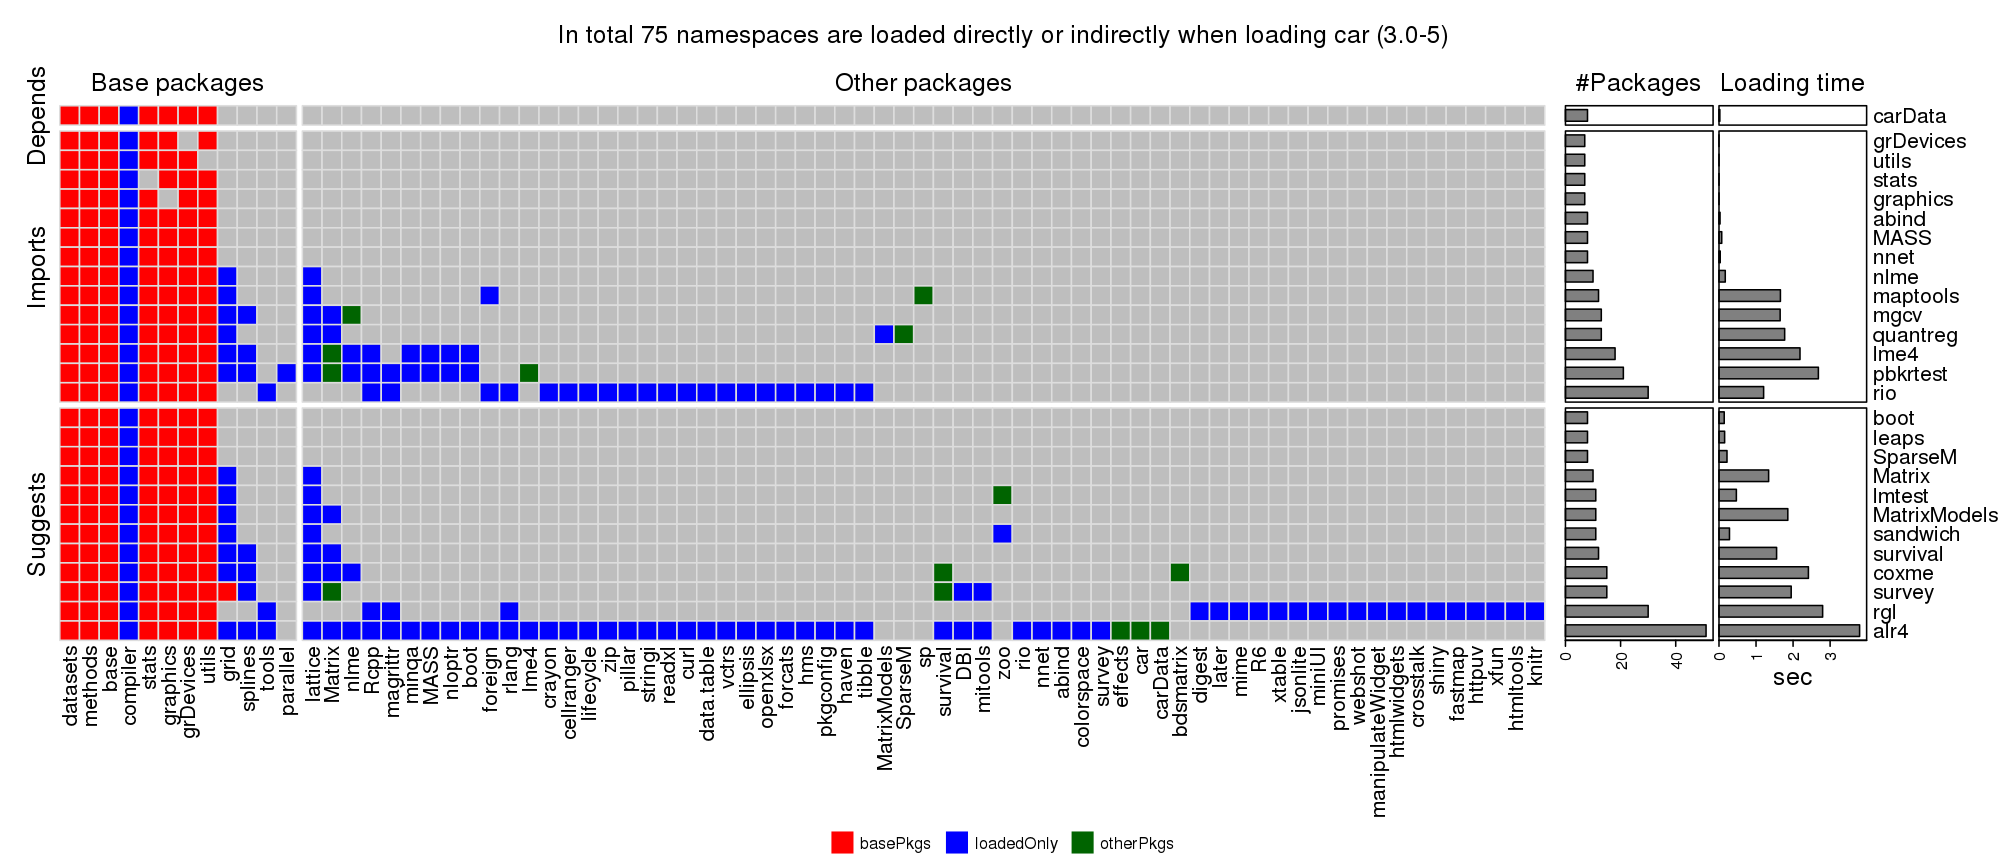 In total 75 namespaces are loaded directly or indirectly when loading car (3.0-5)
Base packages
Other packages
#Packages
Loading time
Depends
Imports
Suggests
carData
grDevices
utils
stats
graphics
abind
MASS
nnet
nlme
maptools
mgcv
quantreg
lme4
pbkrtest
rio
boot
leaps
SparseM
Matrix
lmtest
MatrixModels
sandwich
survival
coxme
survey
rgl
alr4
datasets
methods
base
compiler
stats
graphics
grDevices
utils
grid
splines
tools
parallel
lattice
Matrix
nlme
Rcpp
magrittr
minqa
MASS
nloptr
boot
foreign
rlang
lme4
crayon
cellranger
lifecycle
zip
pillar
stringi
readxl
curl
data.table
vctrs
ellipsis
openxlsx
forcats
hms
pkgconfig
haven
tibble
MatrixModels
SparseM
sp
survival
DBI
mitools
zoo
rio
nnet
abind
colorspace
survey
effects
car
carData
bdsmatrix
digest
later
mime
R6
xtable
jsonlite
miniUI
promises
webshot
manipulateWidget
htmlwidgets
crosstalk
shiny
fastmap
httpuv
xfun
htmltools
knitr
0
20
40
0
1
2
3
sec
basePkgs
loadedOnly
otherPkgs